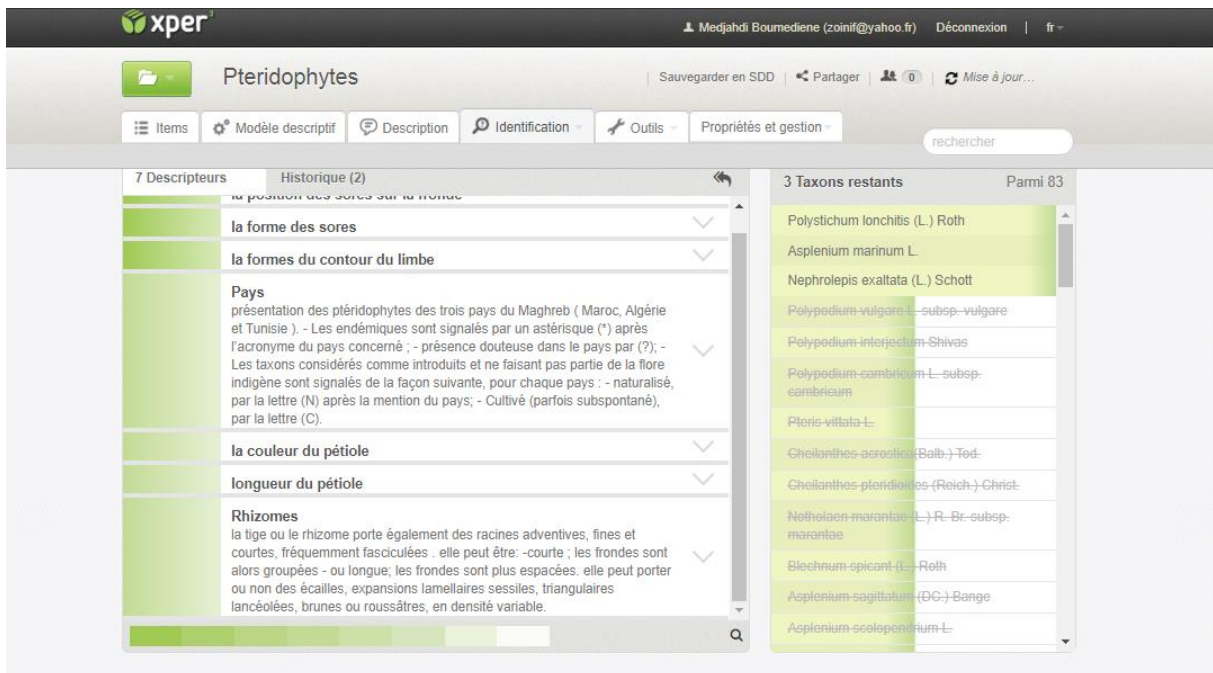 xper³
Medjahdi Boumediene (zoinif@yahoo.fr) Déconnexion | fr
Pteridophytes
Sauvegarder en SDD | Partager | 0 | Mise à jour...
Items
Modèle descriptif
Description
Identification
Outils
Propriétés et gestion
rechercher
7 Descripteurs
Historique (2)
la position des sores sur la fronde
la forme des sores
la formes du contour du limbe
Pays
présentation des ptéridophytes des trois pays du Maghreb ( Maroc, Algérie
et Tunisie ). - Les endémiques sont signalés par un astérisque (*) après
l'acronyme du pays concerné ; - présence douteuse dans le pays par (?); -
Les taxons considérés comme introduits et ne faisant pas partie de la flore
indigène sont signalés de la façon suivante, pour chaque pays : - naturalisé,
par la lettre (N) après la mention du pays; - Cultivé (parfois subspontané),
par la lettre (C).
la couleur du pétiole
longueur du pétiole
Rhizomes
la tige ou le rhizome porte également des racines adventives, fines et
courtes, fréquemment fasciculées . elle peut être: -courte ; les frondes sont
alors groupées - ou longue; les frondes sont plus espacées. elle peut porter
ou non des écailles, expansions lamellaires sessiles, triangulaires
lancéolées, brunes ou roussâtres, en densité variable.
3 Taxons restants
Parmi 83
Polystichum lonchitis (L.) Roth
Asplenium marinum L.
Nephrolepis exaltata (L.) Schott
Polypodium vulgare L. subsp. vulgare
Polypodium interjectum Shivas
Polypodium cambricum L. subsp.
cambricum
Pteris vittata L.
Cheilanthes acrostica (Balb.) Tod.
Cheilanthes pteridioides (Reich.) Christ.
Notholaen marantae (L.) R. Br. subsp.
marantae
Blechnum spicant (L.) Roth
Asplenium sagittatum (DC.) Bange
Asplenium scolopendrium L.